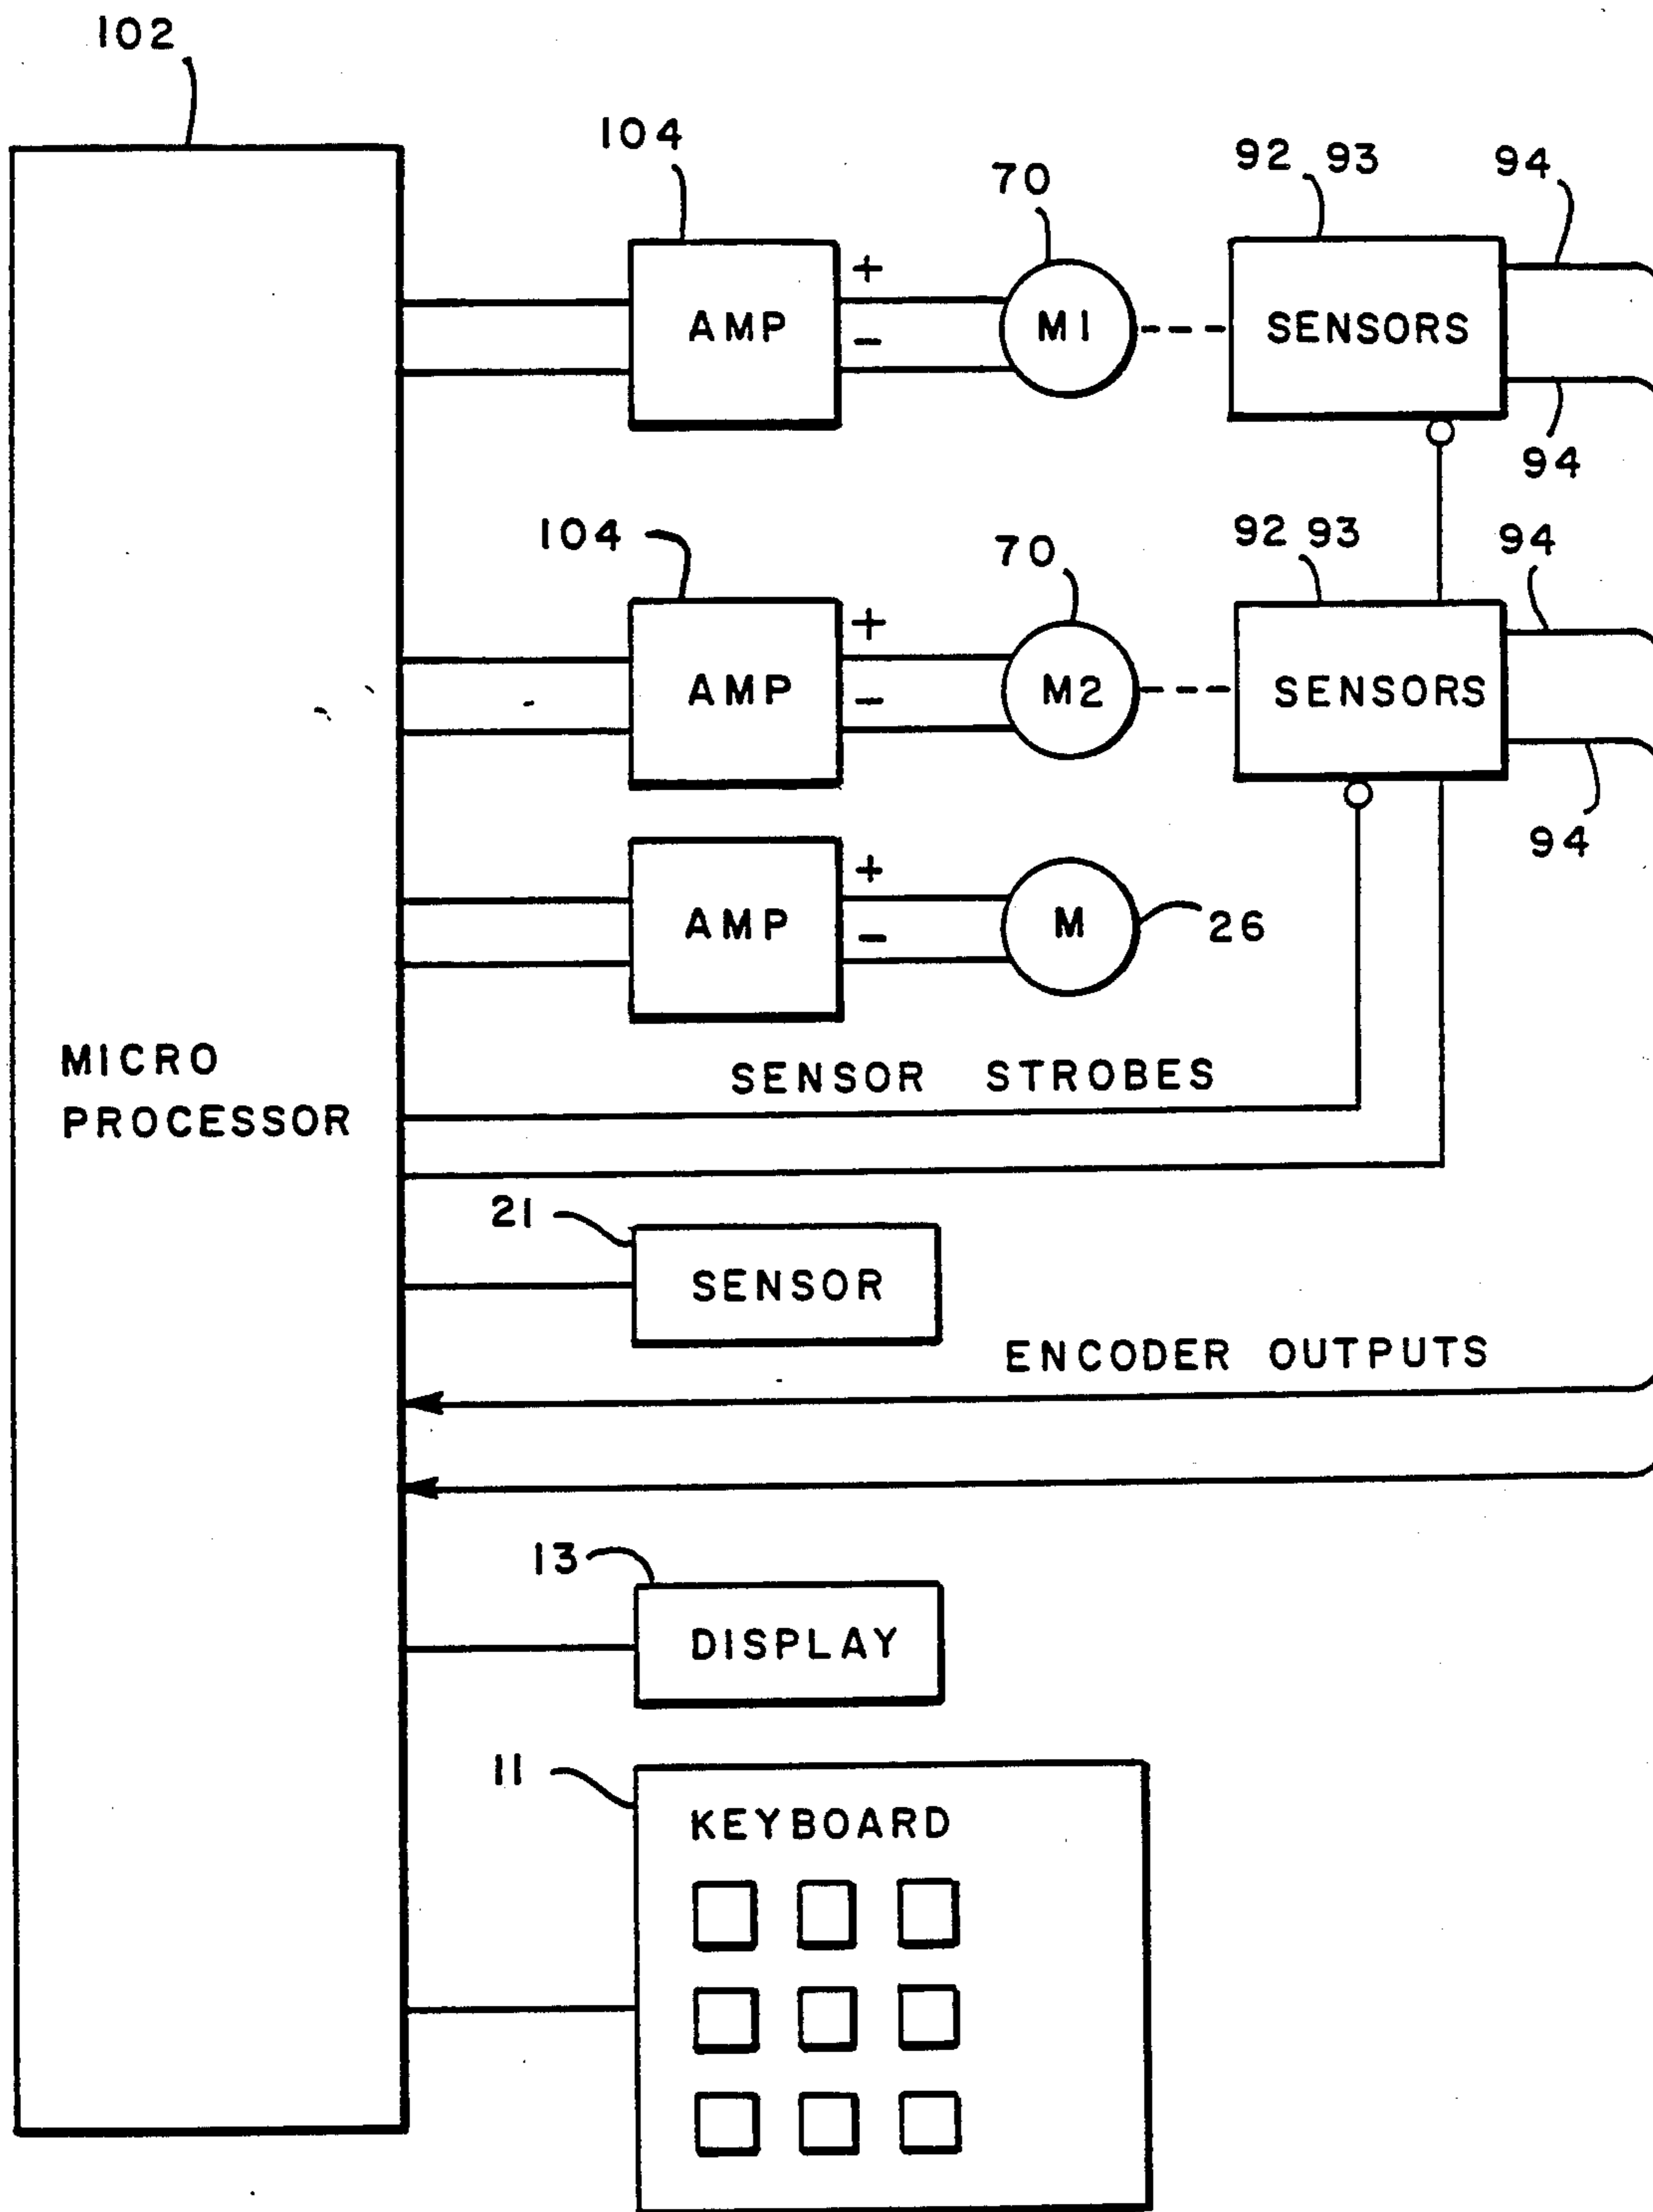 102
104
70
92 93
94
+
AMP
M1
SENSORS
-
94
104
70
92 93
94
+
AMP
M2
SENSORS
-
94
+
AMP
M
26
-
MICRO
PROCESSOR
SENSOR STROBES
21
SENSOR
ENCODER OUTPUTS
13
DISPLAY
11
KEYBOARD